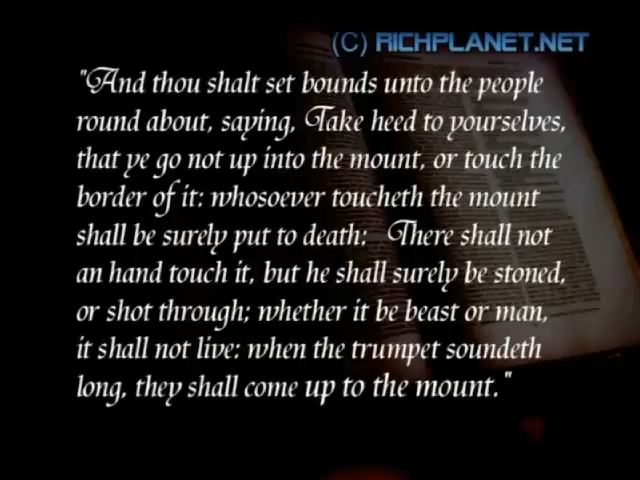 (C) RICHPLANET.NET
"And thou shalt set bounds unto the people
round about, saying, Take heed to yourselves,
that ye go not up into the mount, or touch the
border of it: whosoever toucheth the mount
shall be surely put to death: There shall not
an hand touch it, but he shall surely be stoned,
or shot through; whether it be beast or man,
it shall not live: when the trumpet soundeth
long, they shall come up to the mount."